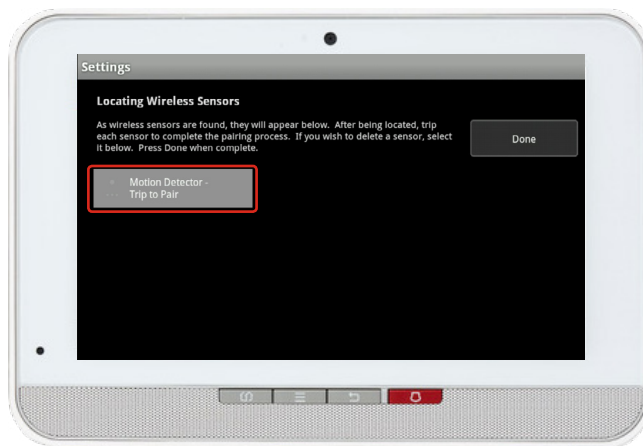 Settings
Locating Wireless Sensors
As wireless sensors are found, they will appear below.  After being located, trip
each sensor to complete the pairing process.  If you wish to delete a sensor, select
it below.  Press Done when complete.
Done
Motion Detector -
Trip to Pair